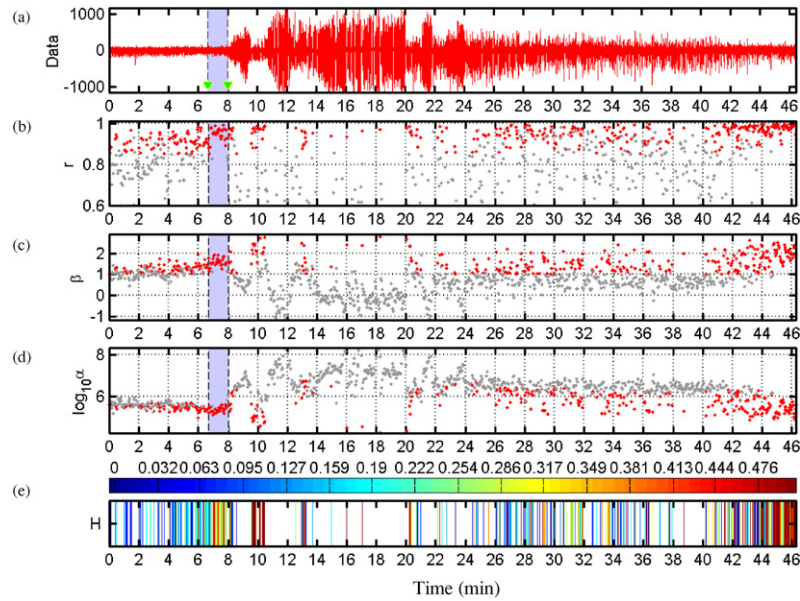 (a)
Data
1000
0
-1000
0 2 4 6 8 10 12 14 16 18 20 22 24 26 28 30 32 34 36 38 40 42 44 46
(b)
r
1
0.8
0.6
0 2 4 6 8 10 12 14 16 18 20 22 24 26 28 30 32 34 36 38 40 42 44 46
(c)
β
2
1
0
-1
0 2 4 6 8 10 12 14 16 18 20 22 24 26 28 30 32 34 36 38 40 42 44 46
(d)
log10α
8
6
0 2 4 6 8 10 12 14 16 18 20 22 24 26 28 30 32 34 36 38 40 42 44 46
0 0.032 0.063 0.095 0.127 0.159 0.19 0.222 0.254 0.286 0.317 0.349 0.381 0.413 0.444 0.476
(e)
H
0 2 4 6 8 10 12 14 16 18 20 22 24 26 28 30 32 34 36 38 40 42 44 46
Time (min)